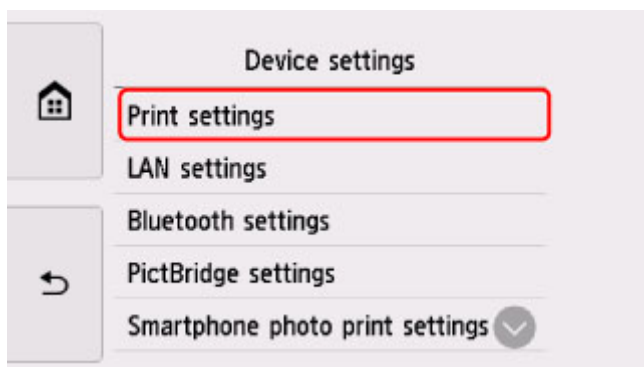 Device settings
Print settings
LAN settings
Bluetooth settings
PictBridge settings
Smartphone photo print settings